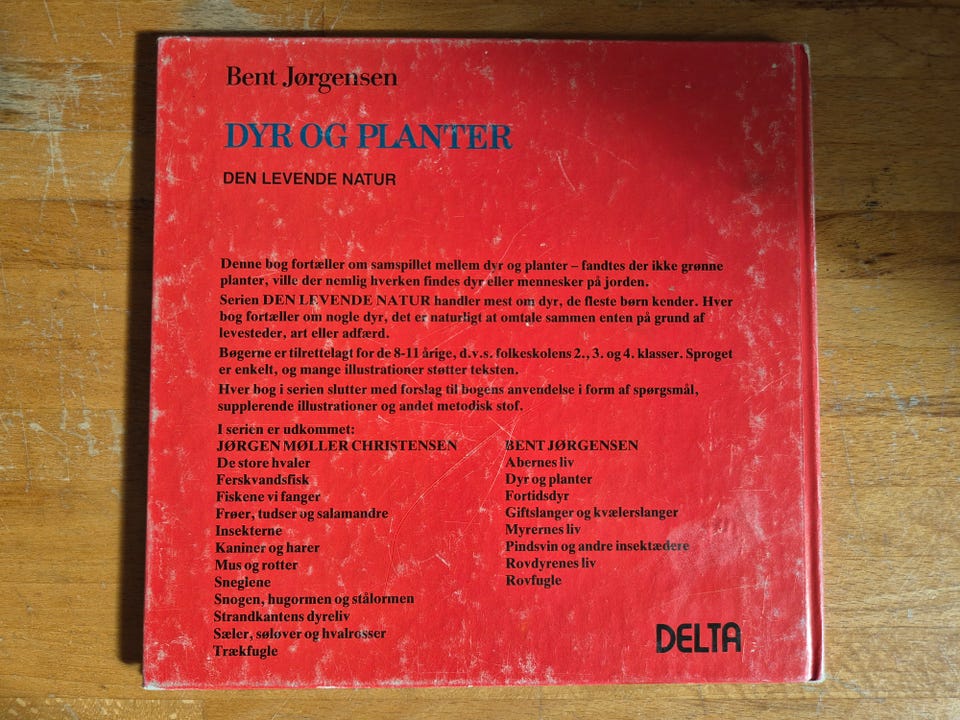 Bent Jørgensen
DYR OG PLANTER
DEN LEVENDE NATUR
Denne bog fortæller om samspillet mellem dyr og planter – fandtes der ikke grønne
planter, ville der nemlig hverken findes dyr eller mennesker på jorden.
Serien DEN LEVENDE NATUR handler mest om dyr, de fleste børn kender. Hver
bog fortæller om nogle dyr, det er naturligt at omtale sammen enten på grund af
levesteder, art eller adfærd.
Bøgerne er tilrettelagt for de 8-11 årige, d.v.s. folkeskolens 2., 3. og 4. klasser. Sproget
er enkelt, og mange illustrationer støtter teksten.
Hver bog i serien slutter med forslag til bogens anvendelse i form af spørgsmål,
supplerende illustrationer og andet metodisk stof.
I serien er udkommet:
JØRGEN MØLLER CHRISTENSEN
De store hvaler
Ferskvandsfisk
Fiskene vi fanger
Frøer, tudser og salamandre
Insekterne
Kaniner og harer
Mus og rotter
Sneglene
Snogen, hugormen og stålormen
Strandkantens dyreliv
Sæler, søløver og hvalrosser
Trækfugle
BENT JØRGENSEN
Abernes liv
Dyr og planter
Fortidsdyr
Giftslanger og kvælerslanger
Myrernes liv
Pindsvin og andre insektædere
Rovdyrenes liv
Rovfugle
DELTA